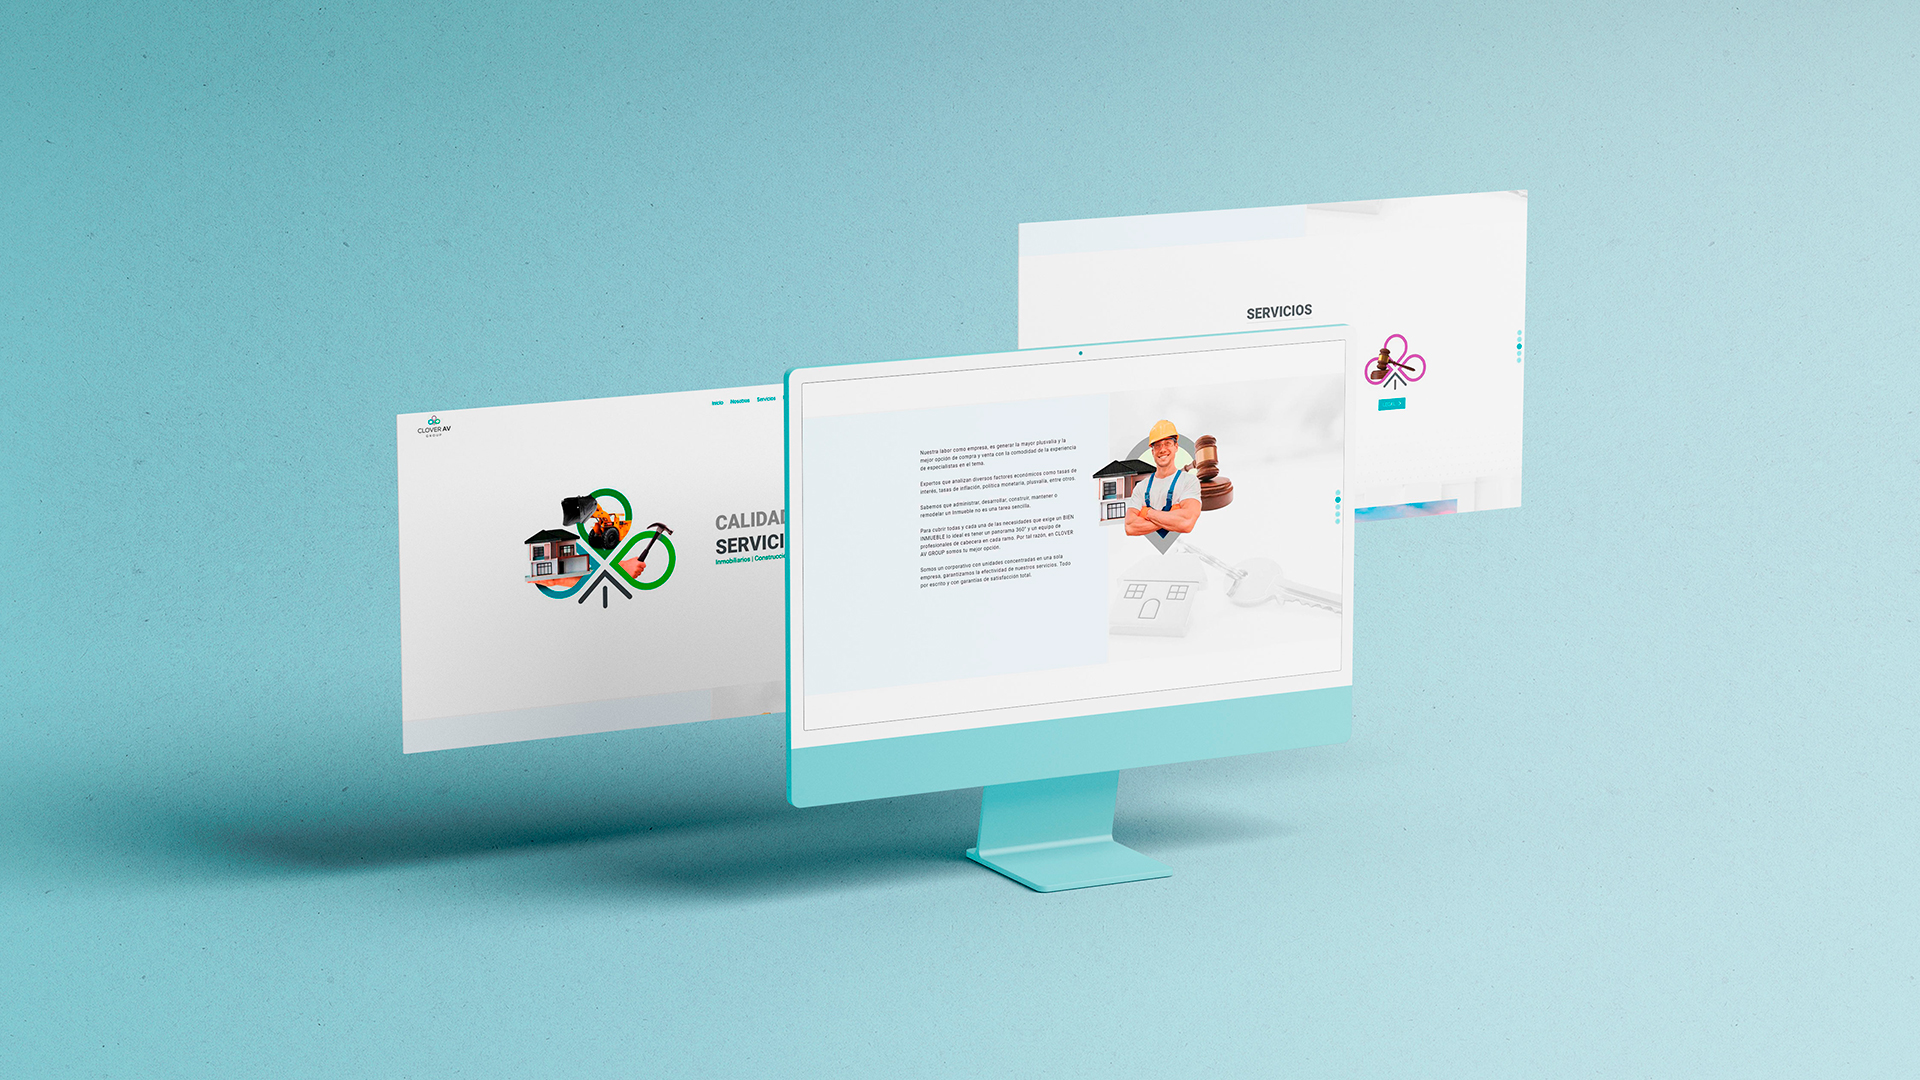 CLOVER AV
GROUP
Inicio Nosotros Servicios
CALIDAD
SERVICI
Inmobiliarios | Construcció
Nuestra labor como empresa, es generar la mayor plusvalía y la
mejor opción de compra y venta con la comodidad de la experiencia
de especialistas en el tema.
Expertos que analizan diversos factores económicos como tasas de
interés, tasas de inflación, política monetaria, plusvalía, entre otros.
Sabemos que administrar, desarrollar, construir, mantener o
remodelar un Inmueble no es una tarea sencilla.
Para cubrir todas y cada una de las necesidades que exige un BIEN
INMUEBLE lo ideal es tener un panorama 360° y un equipo de
profesionales de cabecera en cada ramo. Por tal razón, en CLOVER
AV GROUP somos tu mejor opción.
Somos un corporativo con unidades concentradas en una sola
empresa, garantizamos la efectividad de nuestros servicios. Todo
por escrito y con garantías de satisfacción total.
SERVICIOS